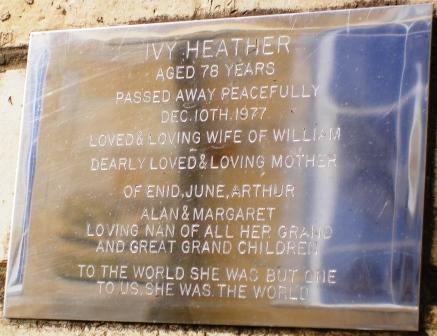 IVY HEATHER
AGED 78 YEARS
PASSED AWAY PEACEFULLY
DEC. 10TH. 1977
LOVED & LOVING WIFE OF WILLIAM
DEARLY LOVED & LOVING MOTHER
OF ENID, JUNE, ARTHUR
ALAN & MARGARET
LOVING NAN OF ALL HER GRAND
AND GREAT GRAND CHILDREN
TO THE WORLD SHE WAS BUT ONE
TO US, SHE WAS. THE WORLD